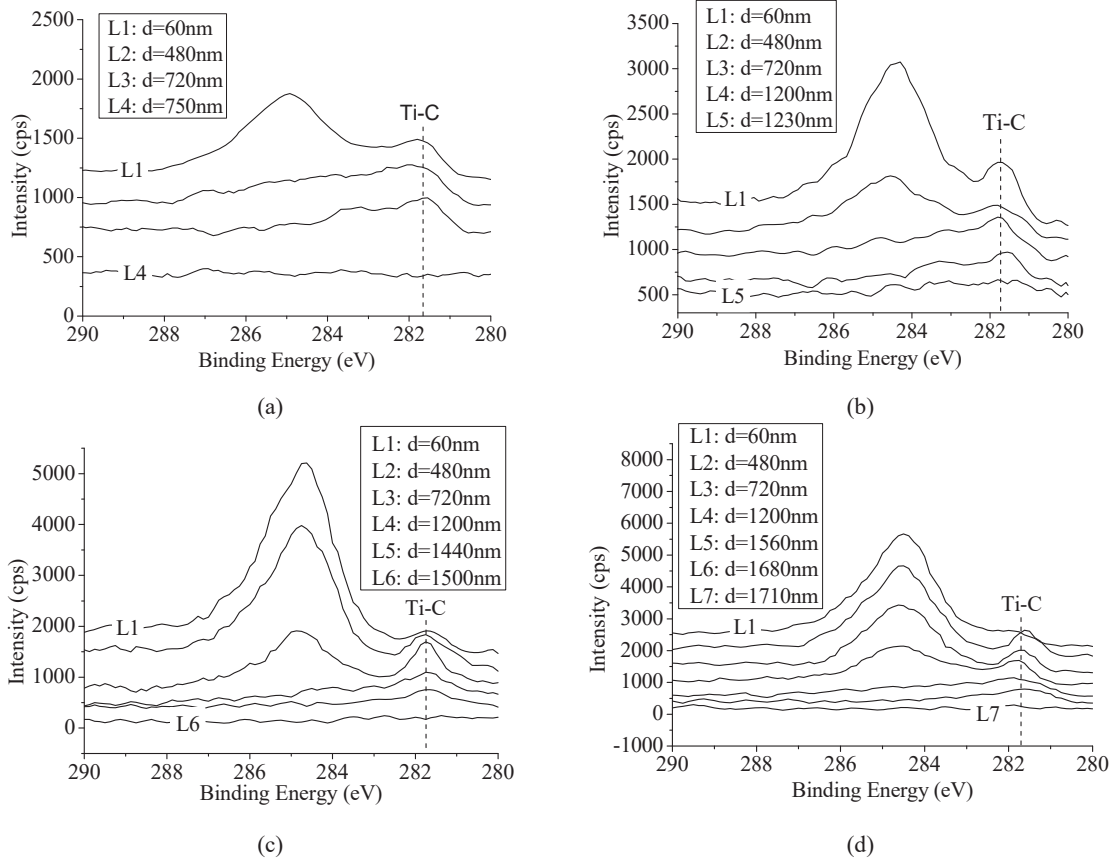 L1: d=60nm
L2: d=480nm
L3: d=720nm
L4: d=750nm
Ti-C
L1
L4
2500
2000
1500
1000
500
0
Intensity (cps)
290 288 286 284 282 280
Binding Energy (eV)
(a)
L1: d=60nm
L2: d=480nm
L3: d=720nm
L4: d=1200nm
L5: d=1230nm
Ti-C
L1
L5
3500
3000
2500
2000
1500
1000
500
Intensity (cps)
290 288 286 284 282 280
Binding Energy (eV)
(b)
L1: d=60nm
L2: d=480nm
L3: d=720nm
L4: d=1200nm
L5: d=1440nm
L6: d=1500nm
Ti-C
L1
L6
5000
4000
3000
2000
1000
0
Intensity (cps)
290 288 286 284 282 280
Binding Energy (eV)
(c)
L1: d=60nm
L2: d=480nm
L3: d=720nm
L4: d=1200nm
L5: d=1560nm
L6: d=1680nm
L7: d=1710nm
Ti-C
L1
L7
8000
7000
6000
5000
4000
3000
2000
1000
0
-1000
Intensity (cps)
290 288 286 284 282 280
Binding Energy (eV)
(d)